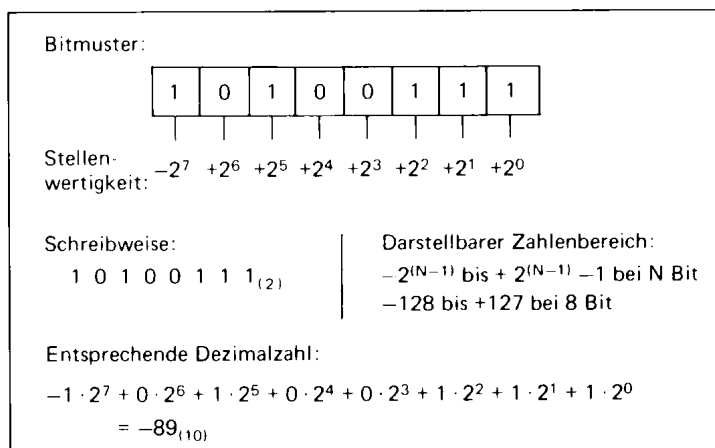 Bitmuster:
1 0 1 0 0 1 1 1
Stellen-
wertigkeit: −2⁷ +2⁶ +2⁵ +2⁴ +2³ +2² +2¹ +2⁰
Schreibweise:
1 0 1 0 0 1 1 1₍₂₎
Darstellbarer Zahlenbereich:
−2⁽ᴺ⁻¹⁾ bis + 2⁽ᴺ⁻¹⁾ −1 bei N Bit
−128 bis +127 bei 8 Bit
Entsprechende Dezimalzahl:
−1 · 2⁷ + 0 · 2⁶ + 1 · 2⁵ + 0 · 2⁴ + 0 · 2³ + 1 · 2² + 1 · 2¹ + 1 · 2⁰
= −89₍₁₀₎